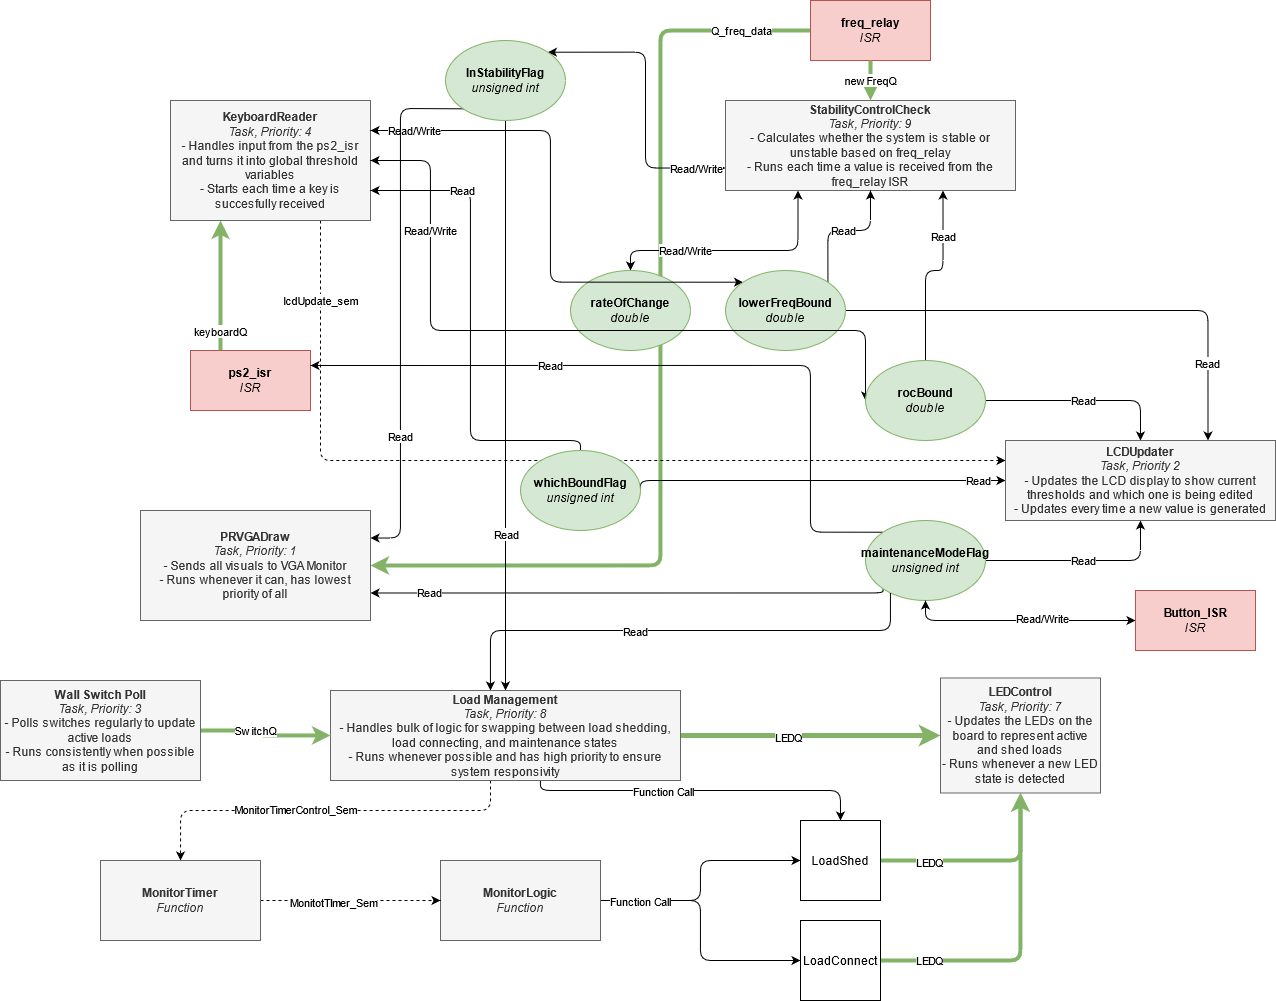 freq_relay
ISR
Q_freq_data
InStabilityFlag
unsigned int
new FreqQ
KeyboardReader
Task, Priority: 4
- Handles input from the ps2_isr
and turns it into global threshold
variables
- Starts each time a key is
succesfully received
Read/Write
Read/Write
Read
StabilityControlCheck
Task, Priority: 9
- Calculates whether the system is stable or
unstable based on freq_relay
- Runs each time a value is received from the
freq_relay ISR
Read/Write
Read/Write
Read
Read
lcdUpdate_sem
rateOfChange
double
lowerFreqBound
double
keyboardQ
ps2_isr
ISR
Read
Read
rocBound
double
Read
Read
whichBoundFlag
unsigned int
Read
LCDUpdater
Task, Priority 2
- Updates the LCD display to show current
thresholds and which one is being edited
- Updates every time a new value is generated
PRVGADraw
Task, Priority: 1
- Sends all visuals to VGA Monitor
- Runs whenever it can, has lowest
priority of all
Read
maintenanceModeFlag
unsigned int
Read
Read
Read
Read/Write
Button_ISR
ISR
Wall Switch Poll
Task, Priority: 3
- Polls switches regularly to update
active loads
- Runs consistently when possible
as it is polling
SwitchQ
Load Management
Task, Priority: 8
- Handles bulk of logic for swapping between load shedding,
load connecting, and maintenance states
- Runs whenever possible and has high priority to ensure
system responsivity
LEDQ
LEDControl
Task, Priority: 7
- Updates the LEDs on the
board to represent active
and shed loads
- Runs whenever a new LED
state is detected
MonitorTimerControl_Sem
Function Call
MonitorTimer
Function
MonitotTImer_Sem
MonitorLogic
Function
Function Call
LoadShed
LEDQ
LoadConnect
LEDQ